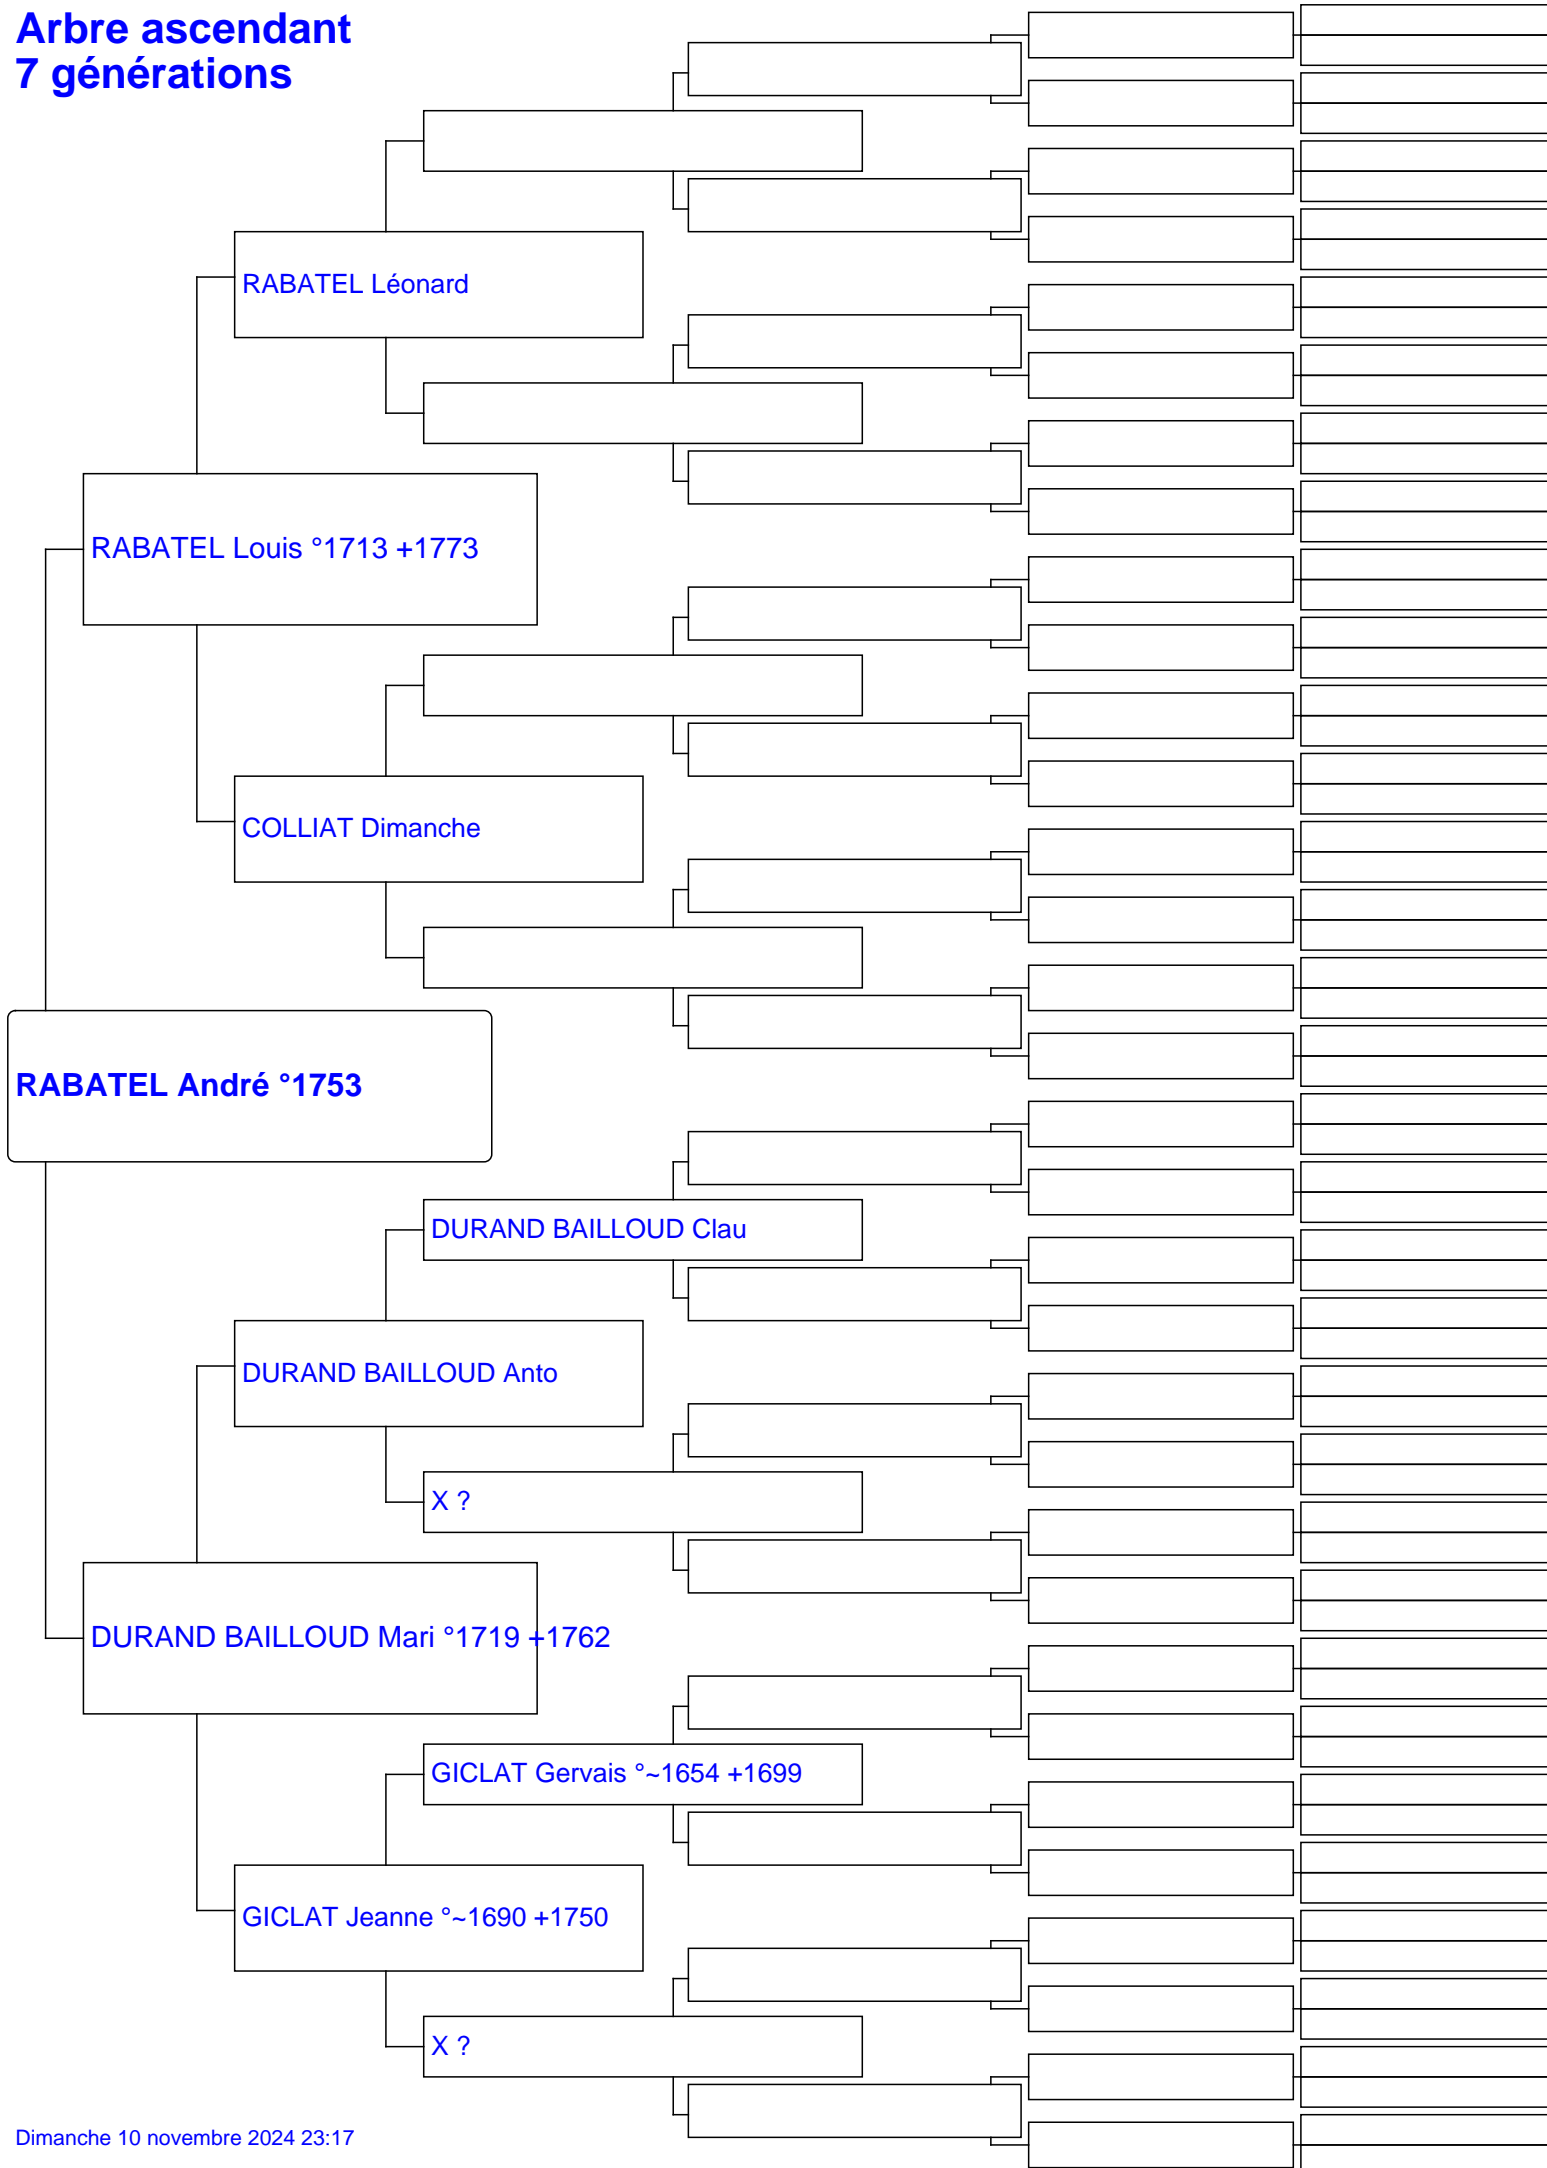 Arbre ascendant
7 générations
RABATEL Léonard
RABATEL Louis °1713 +1773
COLLIAT Dimanche
RABATEL André °1753
DURAND BAILLOUD Clau
DURAND BAILLOUD Anto
X ?
DURAND BAILLOUD Mari °1719 +1762
GICLAT Gervais °~1654 +1699
GICLAT Jeanne °~1690 +1750
X ?
Dimanche 10 novembre 2024 23:17